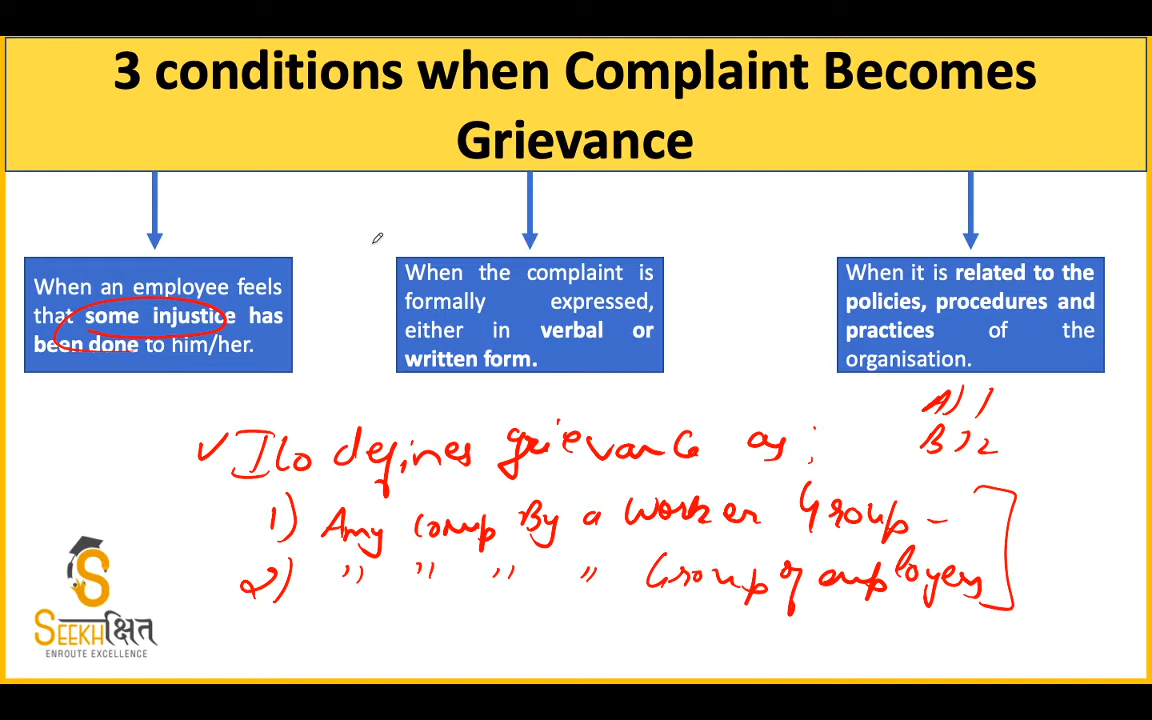 3 conditions when Complaint Becomes
Grievance
When an employee feels
that some injustice has
been done to him/her.
When the complaint is
formally expressed,
either in verbal or
written form.
When it is related to the
policies, procedures and
practices of the
organisation.
A) 1
B) 2
✓ Ilo defines grievance as;
1) Any comp By a worker Group -
2) " " " " Group of employers
S
SEEKHक्षित
ENROUTE EXCELLENCE